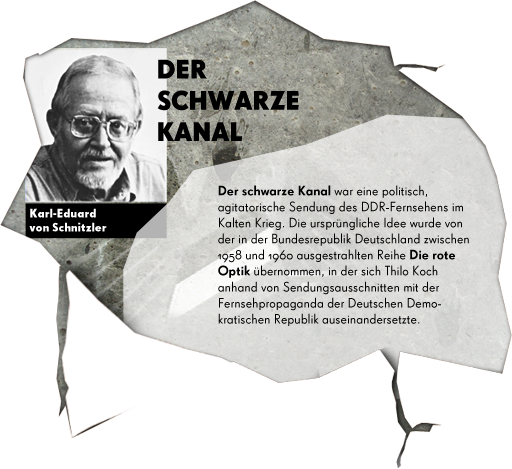 DER
SCHWARZE
KANAL
Karl-Eduard
von Schnitzler
Der schwarze Kanal war eine politisch,
agitatorische Sendung des DDR-Fernsehens im
Kalten Krieg. Die ursprüngliche Idee wurde von
der in der Bundesrepublik Deutschland zwischen
1958 und 1960 ausgestrahlten Reihe Die rote
Optik übernommen, in der sich Thilo Koch
anhand von Sendungsausschnitten mit der
Fernsehpropaganda der Deutschen Demo-
kratischen Republik auseinandersetzte.